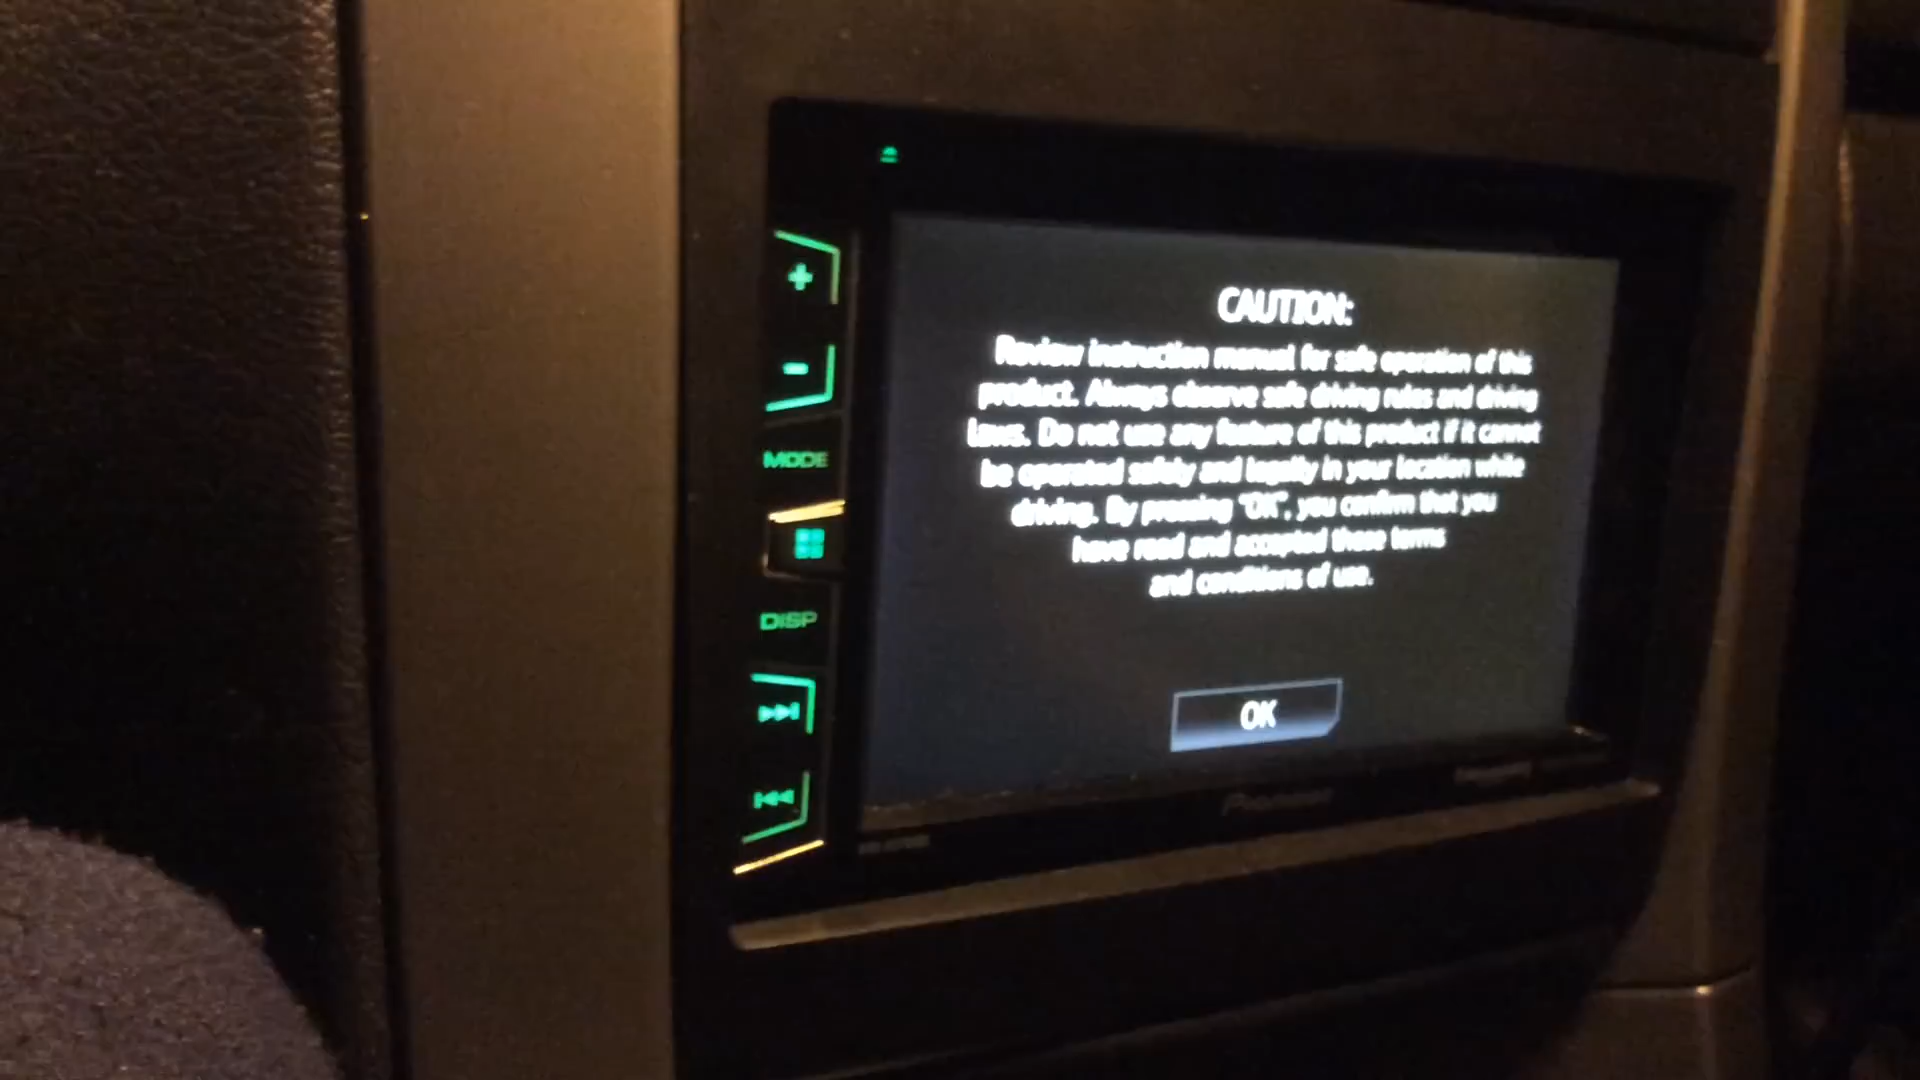 CAUTION:
Review instruction manual for safe operation of this
product. Always observe safe driving rules and driving
laws. Do not use any feature of this product if it cannot
be operated safely and legally in your location while
driving. By pressing "OK", you confirm that you
have read and accepted these terms
and conditions of use.
OK
+
-
MODE
DISP
Pioneer